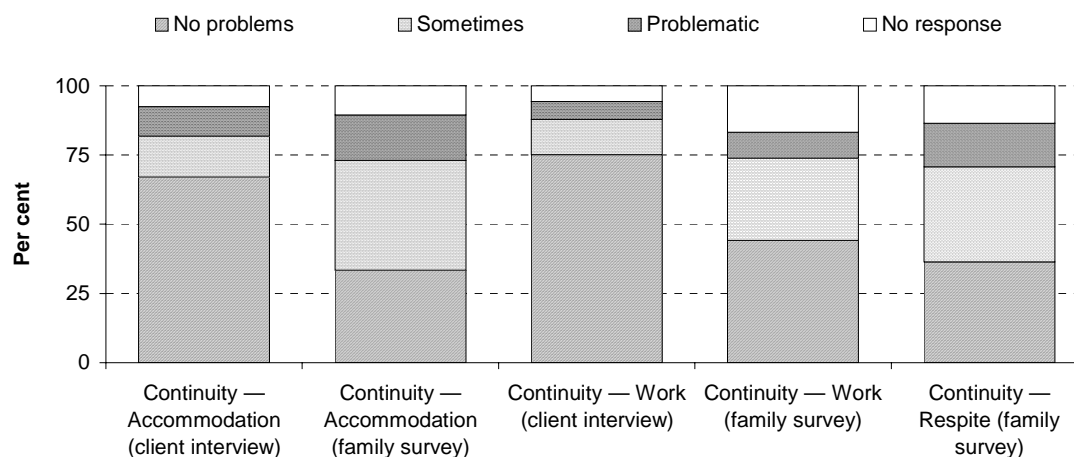 No problems Sometimes Problematic No response
100
75
50
25
0
Per cent
Continuity —
Accommodation
(client interview)
Continuity —
Accommodation
(family survey)
Continuity — Work
(client interview)
Continuity — Work
(family survey)
Continuity —
Respite (family
survey)